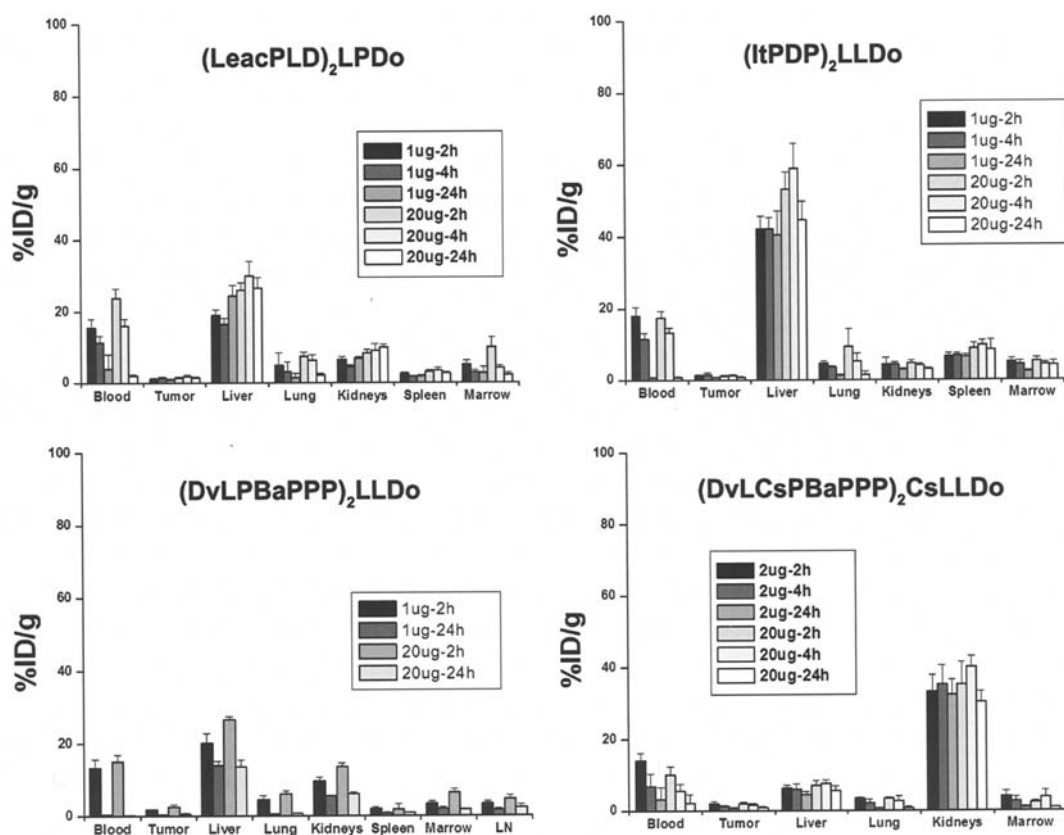 (LeacPLD)₂LPDo
%ID/g
100
80
60
40
20
0
1ug-2h
1ug-4h
1ug-24h
20ug-2h
20ug-4h
20ug-24h
Blood Tumor Liver Lung Kidneys Spleen Marrow
(ItPDP)₂LLDo
%ID/g
100
80
60
40
20
0
1ug-2h
1ug-4h
1ug-24h
20ug-2h
20ug-4h
20ug-24h
Blood Tumor Liver Lung Kidneys Spleen Marrow
(DvLPBaPPP)₂LLDo
%ID/g
100
80
60
40
20
0
1ug-2h
1ug-24h
20ug-2h
20ug-24h
Blood Tumor Liver Lung Kidneys Spleen Marrow LN
(DvLCsPBaPPP)₂CsLLDo
%ID/g
100
80
60
40
20
0
2ug-2h
2ug-4h
2ug-24h
20ug-2h
20ug-4h
20ug-24h
Blood Tumor Liver Lung Kidneys Spleen Marrow